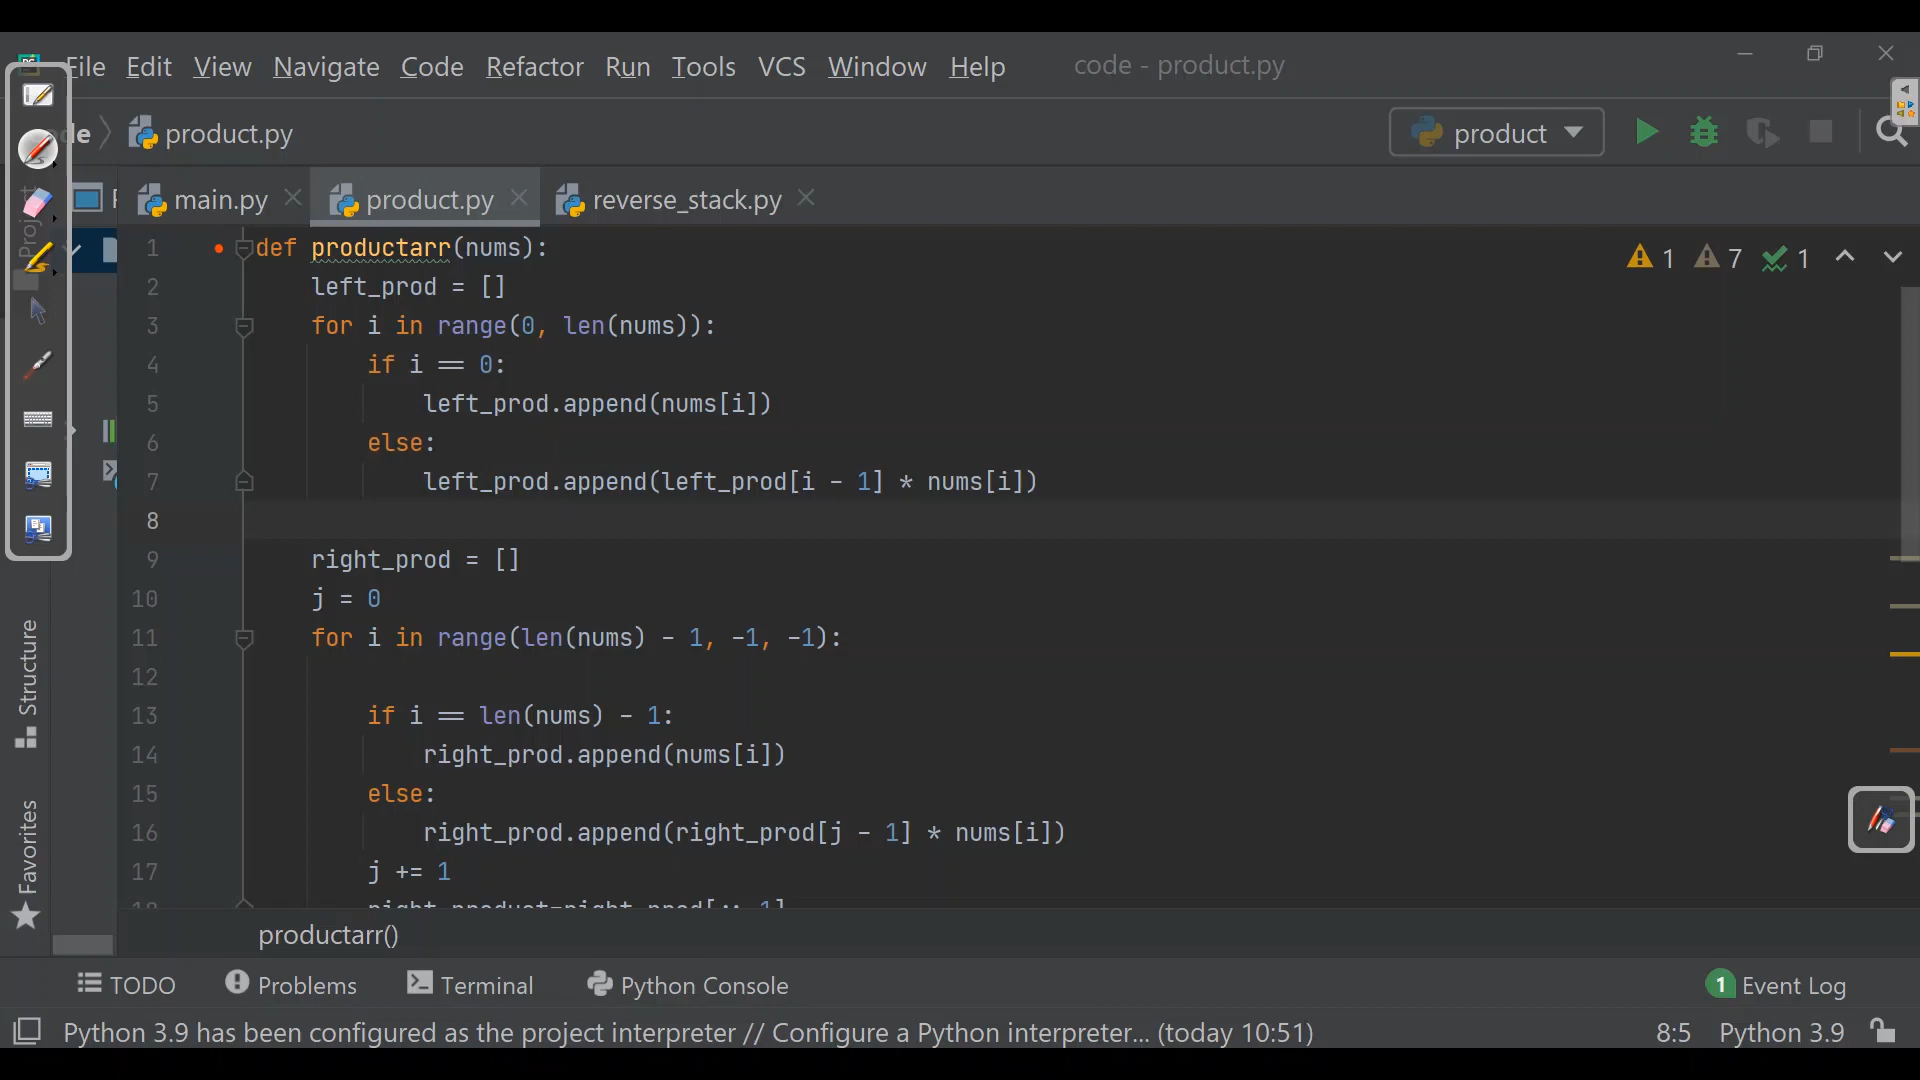 File Edit View Navigate Code Refactor Run Tools VCS Window Help code - product.py
de product.py product
main.py product.py reverse_stack.py
Project
1 def productarr(nums):
2 left_prod = []
3 for i in range(0, len(nums)):
4 if i == 0:
5 left_prod.append(nums[i])
6 else:
7 left_prod.append(left_prod[i - 1] * nums[i])
8
9 right_prod = []
10 j = 0
11 for i in range(len(nums) - 1, -1, -1):
12
13 if i == len(nums) - 1:
14 right_prod.append(nums[i])
15 else:
16 right_prod.append(right_prod[j - 1] * nums[i])
17 j += 1
1 7 1
Structure
Favorites
productarr()
TODO Problems Terminal Python Console 1 Event Log
Python 3.9 has been configured as the project interpreter // Configure a Python interpreter... (today 10:51) 8:5 Python 3.9